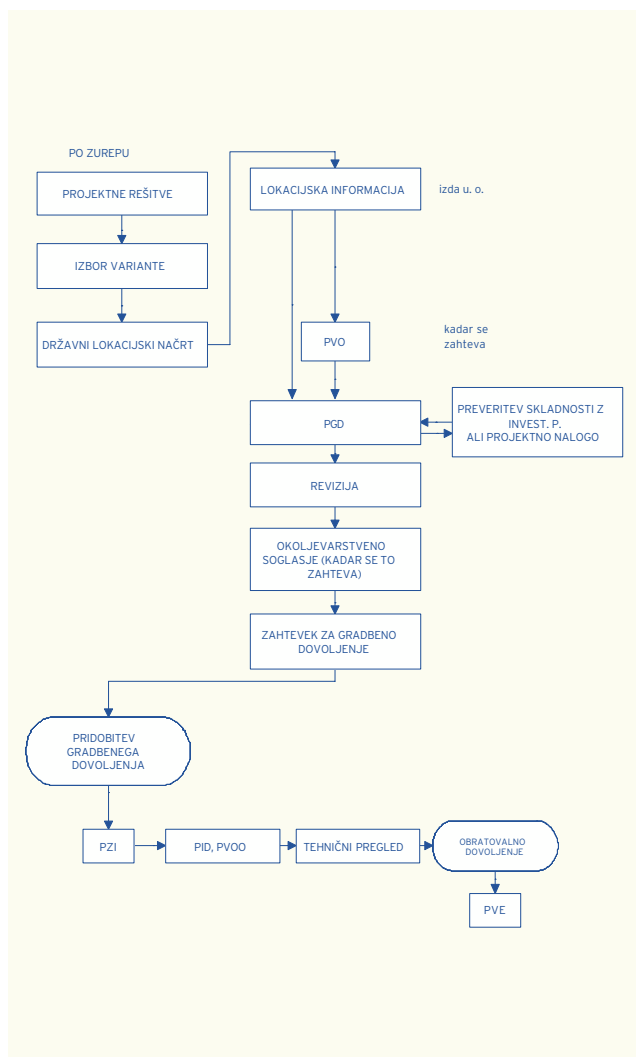 PO ZUREPU
PROJEKTNE REŠITVE
IZBOR VARIANTE
DRŽAVNI LOKACIJSKI NAČRT
LOKACIJSKA INFORMACIJA
izda u. o.
PVO
kadar se
zahteva
PGD
PREVERITEV SKLADNOSTI Z
INVEST. P.
ALI PROJEKTNO NALOGO
REVIZIJA
OKOLJEVARSTVENO
SOGLASJE (KADAR SE TO
ZAHTEVA)
ZAHTEVEK ZA GRADBENO
DOVOLJENJE
PRIDOBITEV
GRADBENEGA
DOVOLJENJA
PZI
PID, PVOO
TEHNIČNI PREGLED
OBRATOVALNO
DOVOLJENJE
PVE